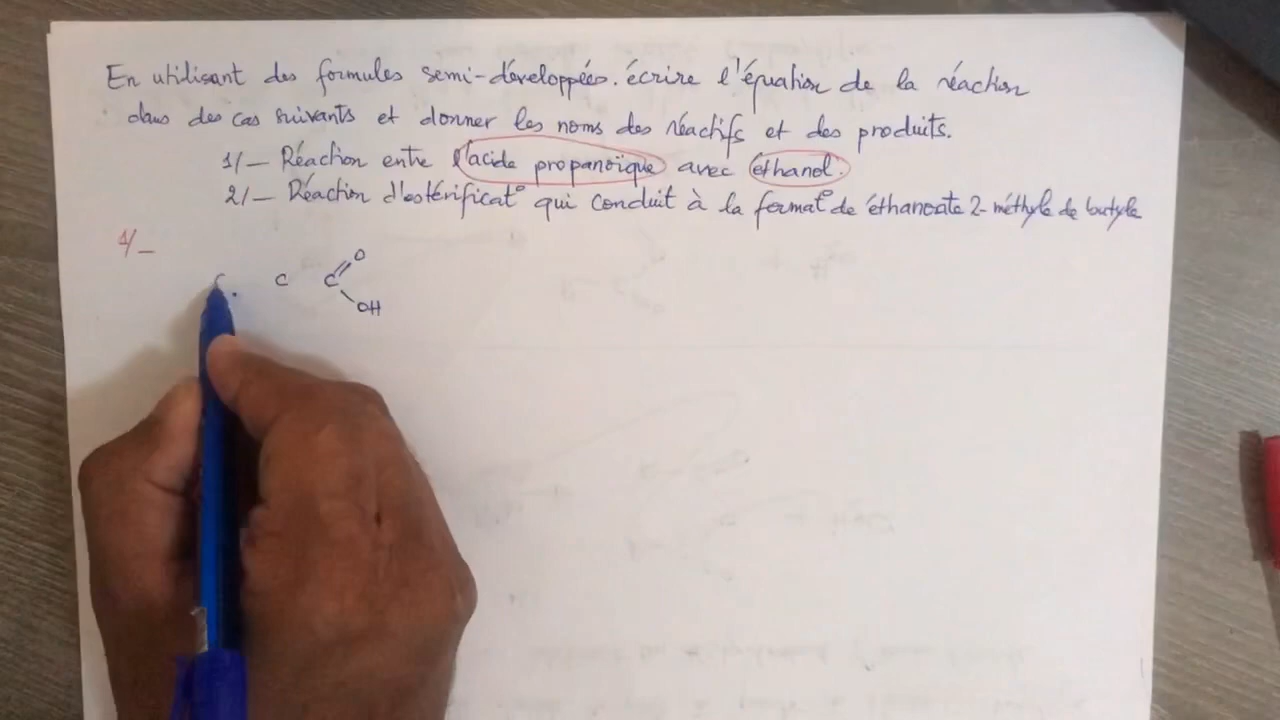 En utilisant des formules semi-développées. écrire l'équation de la réaction
dans des cas suivants et donner les noms des réactifs et des produits.
1/— Réaction entre l'acide propanoïque avec éthanol.
2/— Réaction d'estérificat° qui conduit à la format° de éthanoate 2-méthyle de butyle
1/—
C C C O
OH